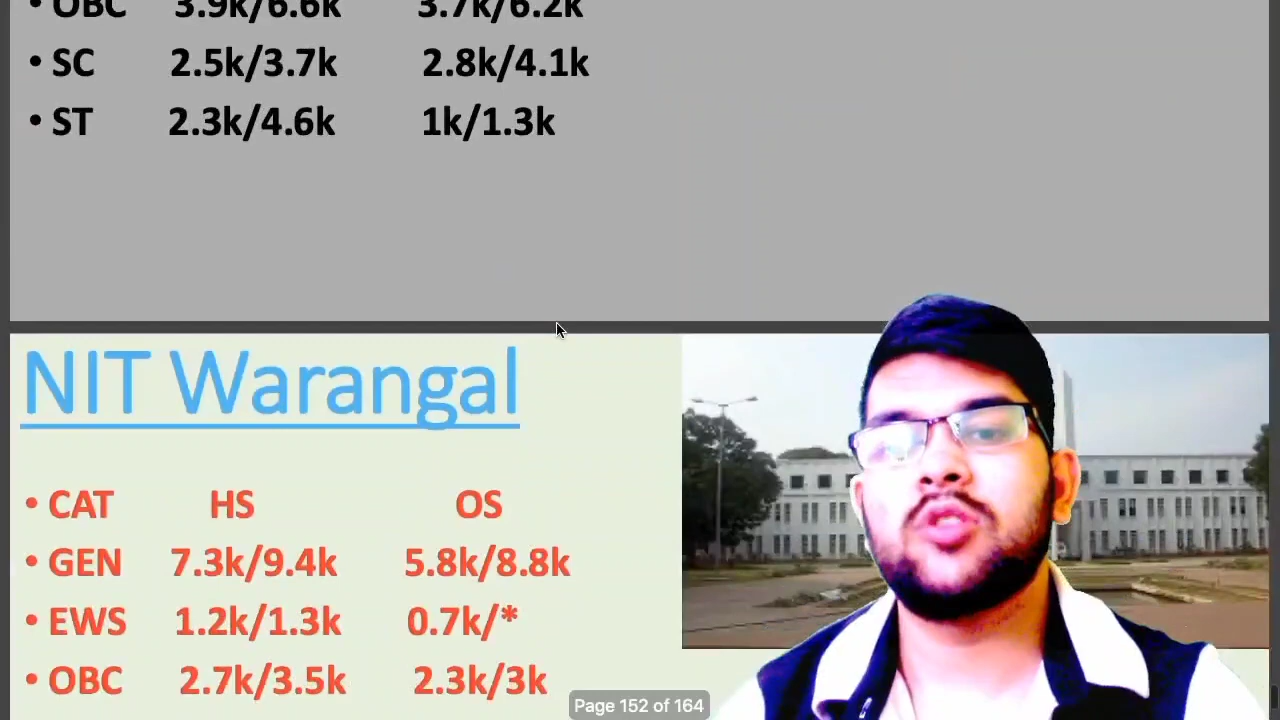 • OBC 3.9k/6.6k 3.7k/6.2k
• SC 2.5k/3.7k 2.8k/4.1k
• ST 2.3k/4.6k 1k/1.3k
NIT Warangal
• CAT HS OS
• GEN 7.3k/9.4k 5.8k/8.8k
• EWS 1.2k/1.3k 0.7k/*
• OBC 2.7k/3.5k 2.3k/3k
Page 152 of 164